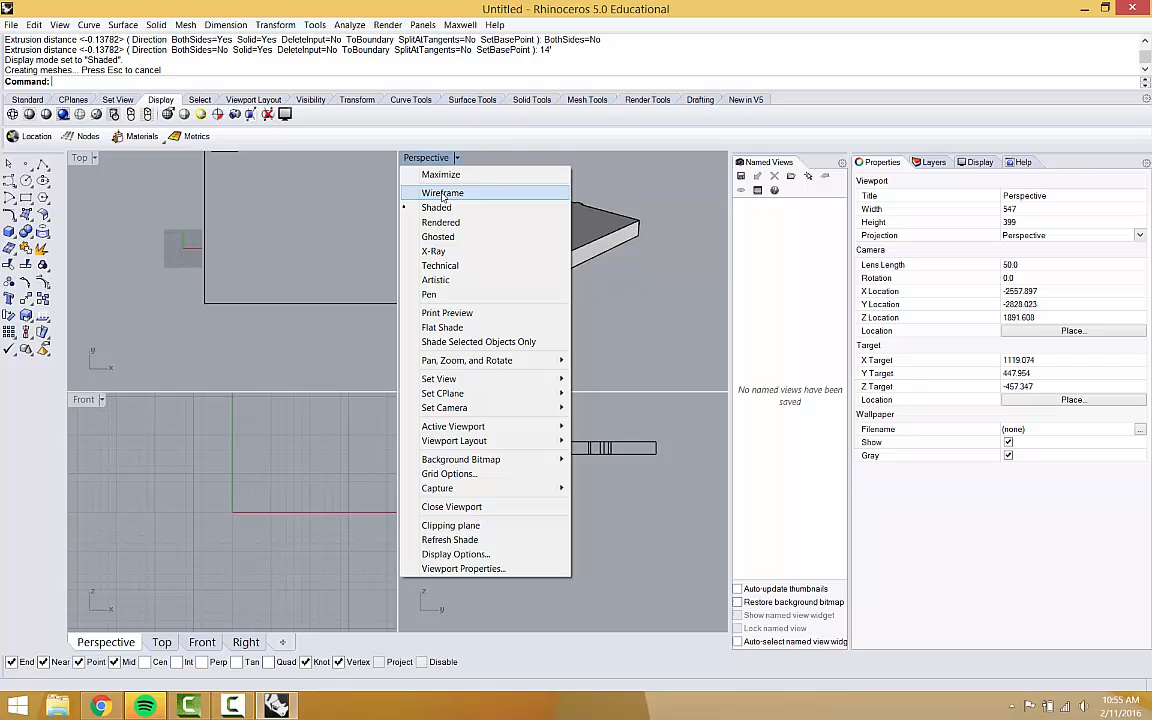 Untitled - Rhinoceros 5.0 Educational
File Edit View Curve Surface Solid Mesh Dimension Transform Tools Analyze Render Panels Maxwell Help
Extrusion distance <-0.13782> ( Direction BothSides=Yes Solid=Yes DeleteInput=No ToBoundary SplitAtTangents=No SetBasePoint ): BothSides=No
Extrusion distance <-0.13782> ( Direction BothSides=No Solid=Yes DeleteInput=No ToBoundary SplitAtTangents=No SetBasePoint ): 14'
Display mode set to "Shaded".
Creating meshes... Press Esc to cancel
Command:
Standard CPlanes Set View Display Select Viewport Layout Visibility Transform Curve Tools Surface Tools Solid Tools Mesh Tools Render Tools Drafting New in V5
Location Nodes Materials Metrics
Top
Perspective
Maximize
Wireframe
Shaded
Rendered
Ghosted
X-Ray
Technical
Artistic
Pen
Print Preview
Flat Shade
Shade Selected Objects Only
Pan, Zoom, and Rotate
Set View
Set CPlane
Set Camera
Active Viewport
Viewport Layout
Background Bitmap
Grid Options...
Capture
Close Viewport
Clipping plane
Refresh Shade
Display Options...
Viewport Properties...
y
x
Front
z
x
z
y
Named Views
No named views have been
saved
Auto-update thumbnails
Restore background bitmap
Show named view widget
Lock named view
Auto-select named view widg
Properties Layers Display Help
Viewport
Title Perspective
Width 547
Height 399
Projection Perspective
Camera
Lens Length 50.0
Rotation 0.0
X Location -2557.897
Y Location -2828.023
Z Location 1891.608
Location Place...
Target
X Target 1119.074
Y Target 447.954
Z Target -457.347
Location Place...
Wallpaper
Filename (none) ...
Show
Gray
Perspective Top Front Right
End Near Point Mid Cen Int Perp Tan Quad Knot Vertex Project Disable
10:55 AM
2/11/2016